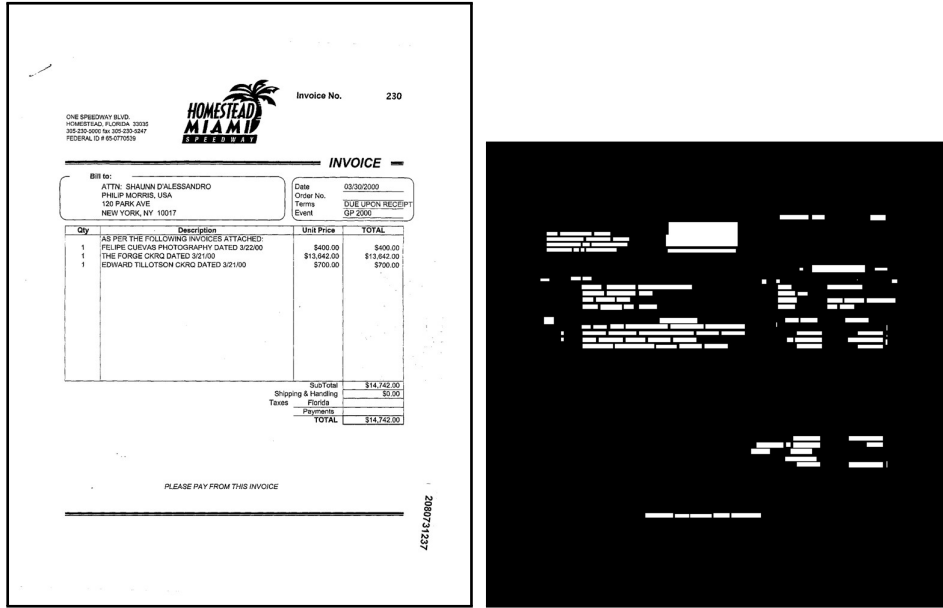 Invoice No. 230
HOMESTEAD
MIAMI
SPEEDWAY
ONE SPEEDWAY BLVD.
HOMESTEAD, FLORIDA 33035
305-230-5000 fax 305-230-5247
FEDERAL ID # 65-0770539
INVOICE
Bill to:
ATTN: SHAUNN D'ALESSANDRO
PHILIP MORRIS, USA
120 PARK AVE
NEW YORK, NY 10017
Date 03/30/2000
Order No.
Terms DUE UPON RECEIPT
Event GP 2000
Qty Description Unit Price TOTAL
AS PER THE FOLLOWING INVOICES ATTACHED:
1 FELIPE CUEVAS PHOTOGRAPHY DATED 3/22/00 $400.00 $400.00
1 THE FORGE CKRQ DATED 3/21/00 $13,642.00 $13,642.00
1 EDWARD TILLOTSON CKRQ DATED 3/21/00 $700.00 $700.00
SubTotal $14,742.00
Shipping & Handling $0.00
Taxes Florida
Payments
TOTAL $14,742.00
PLEASE PAY FROM THIS INVOICE
2080731237